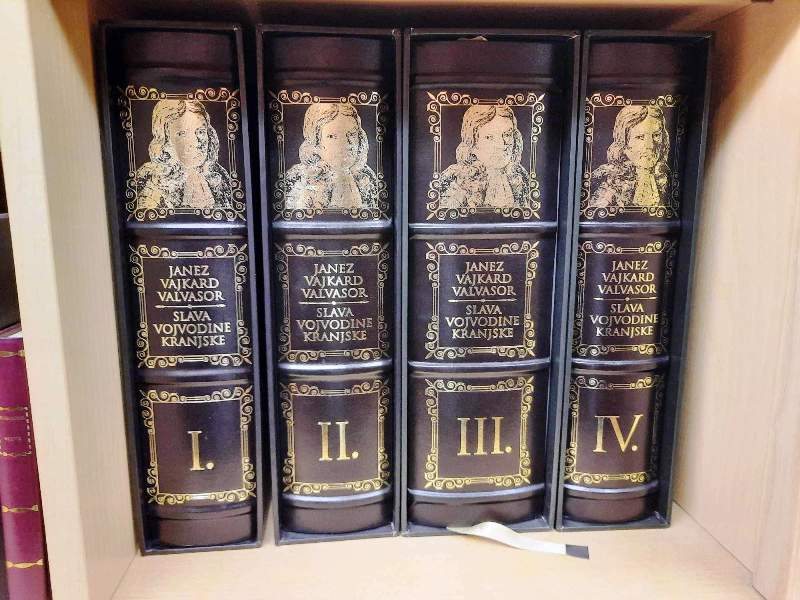 JANEZ
VAJKARD
VALVASOR
SLAVA
VOJVODINE
KRANJSKE
I.
JANEZ
VAJKARD
VALVASOR
SLAVA
VOJVODINE
KRANJSKE
II.
JANEZ
VAJKARD
VALVASOR
SLAVA
VOJVODINE
KRANJSKE
III.
JANEZ
VAJKARD
VALVASOR
SLAVA
VOJVODINE
KRANJSKE
IV.